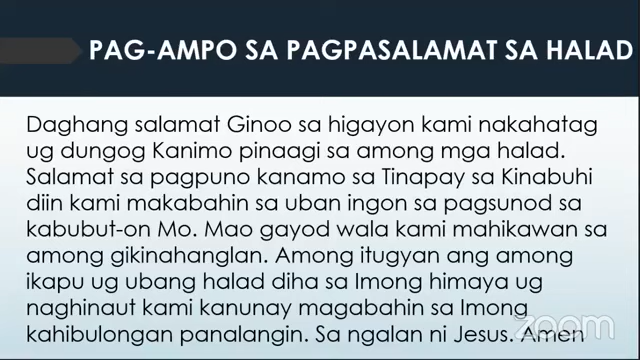 PAG-AMPO SA PAGPASALAMAT SA HALAD
Daghang salamat Ginoo sa higayon kami nakahatag
ug dungog Kanimo pinaagi sa among mga halad.
Salamat sa pagpuno kanamo sa Tinapay sa Kinabuhi
diin kami makabahin sa uban ingon sa pagsunod sa
kabubut-on Mo. Mao gayod wala kami mahikawan sa
among gikinahanglan. Among itugyan ang among
ikapu ug ubang halad diha sa Imong himaya ug
naghinaut kami kanunay magabahin sa Imong
kahibulongan panalangin. Sa ngalan ni Jesus. Amen
zoom